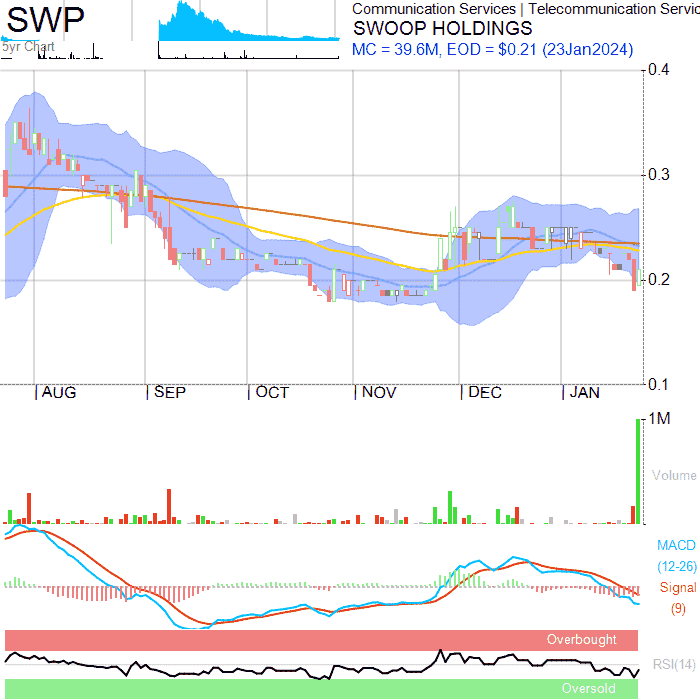 SWP
5yr Chart
Communication Services | Telecommunication Servic
SWOOP HOLDINGS
MC = 39.6M, EOD = $0.21 (23Jan2024)
0.4
0.3
0.2
0.1
| AUG | SEP | OCT | NOV | DEC | JAN
1M
Volume
MACD
(12-26)
Signal
(9)
Overbought
RSI(14)
Oversold